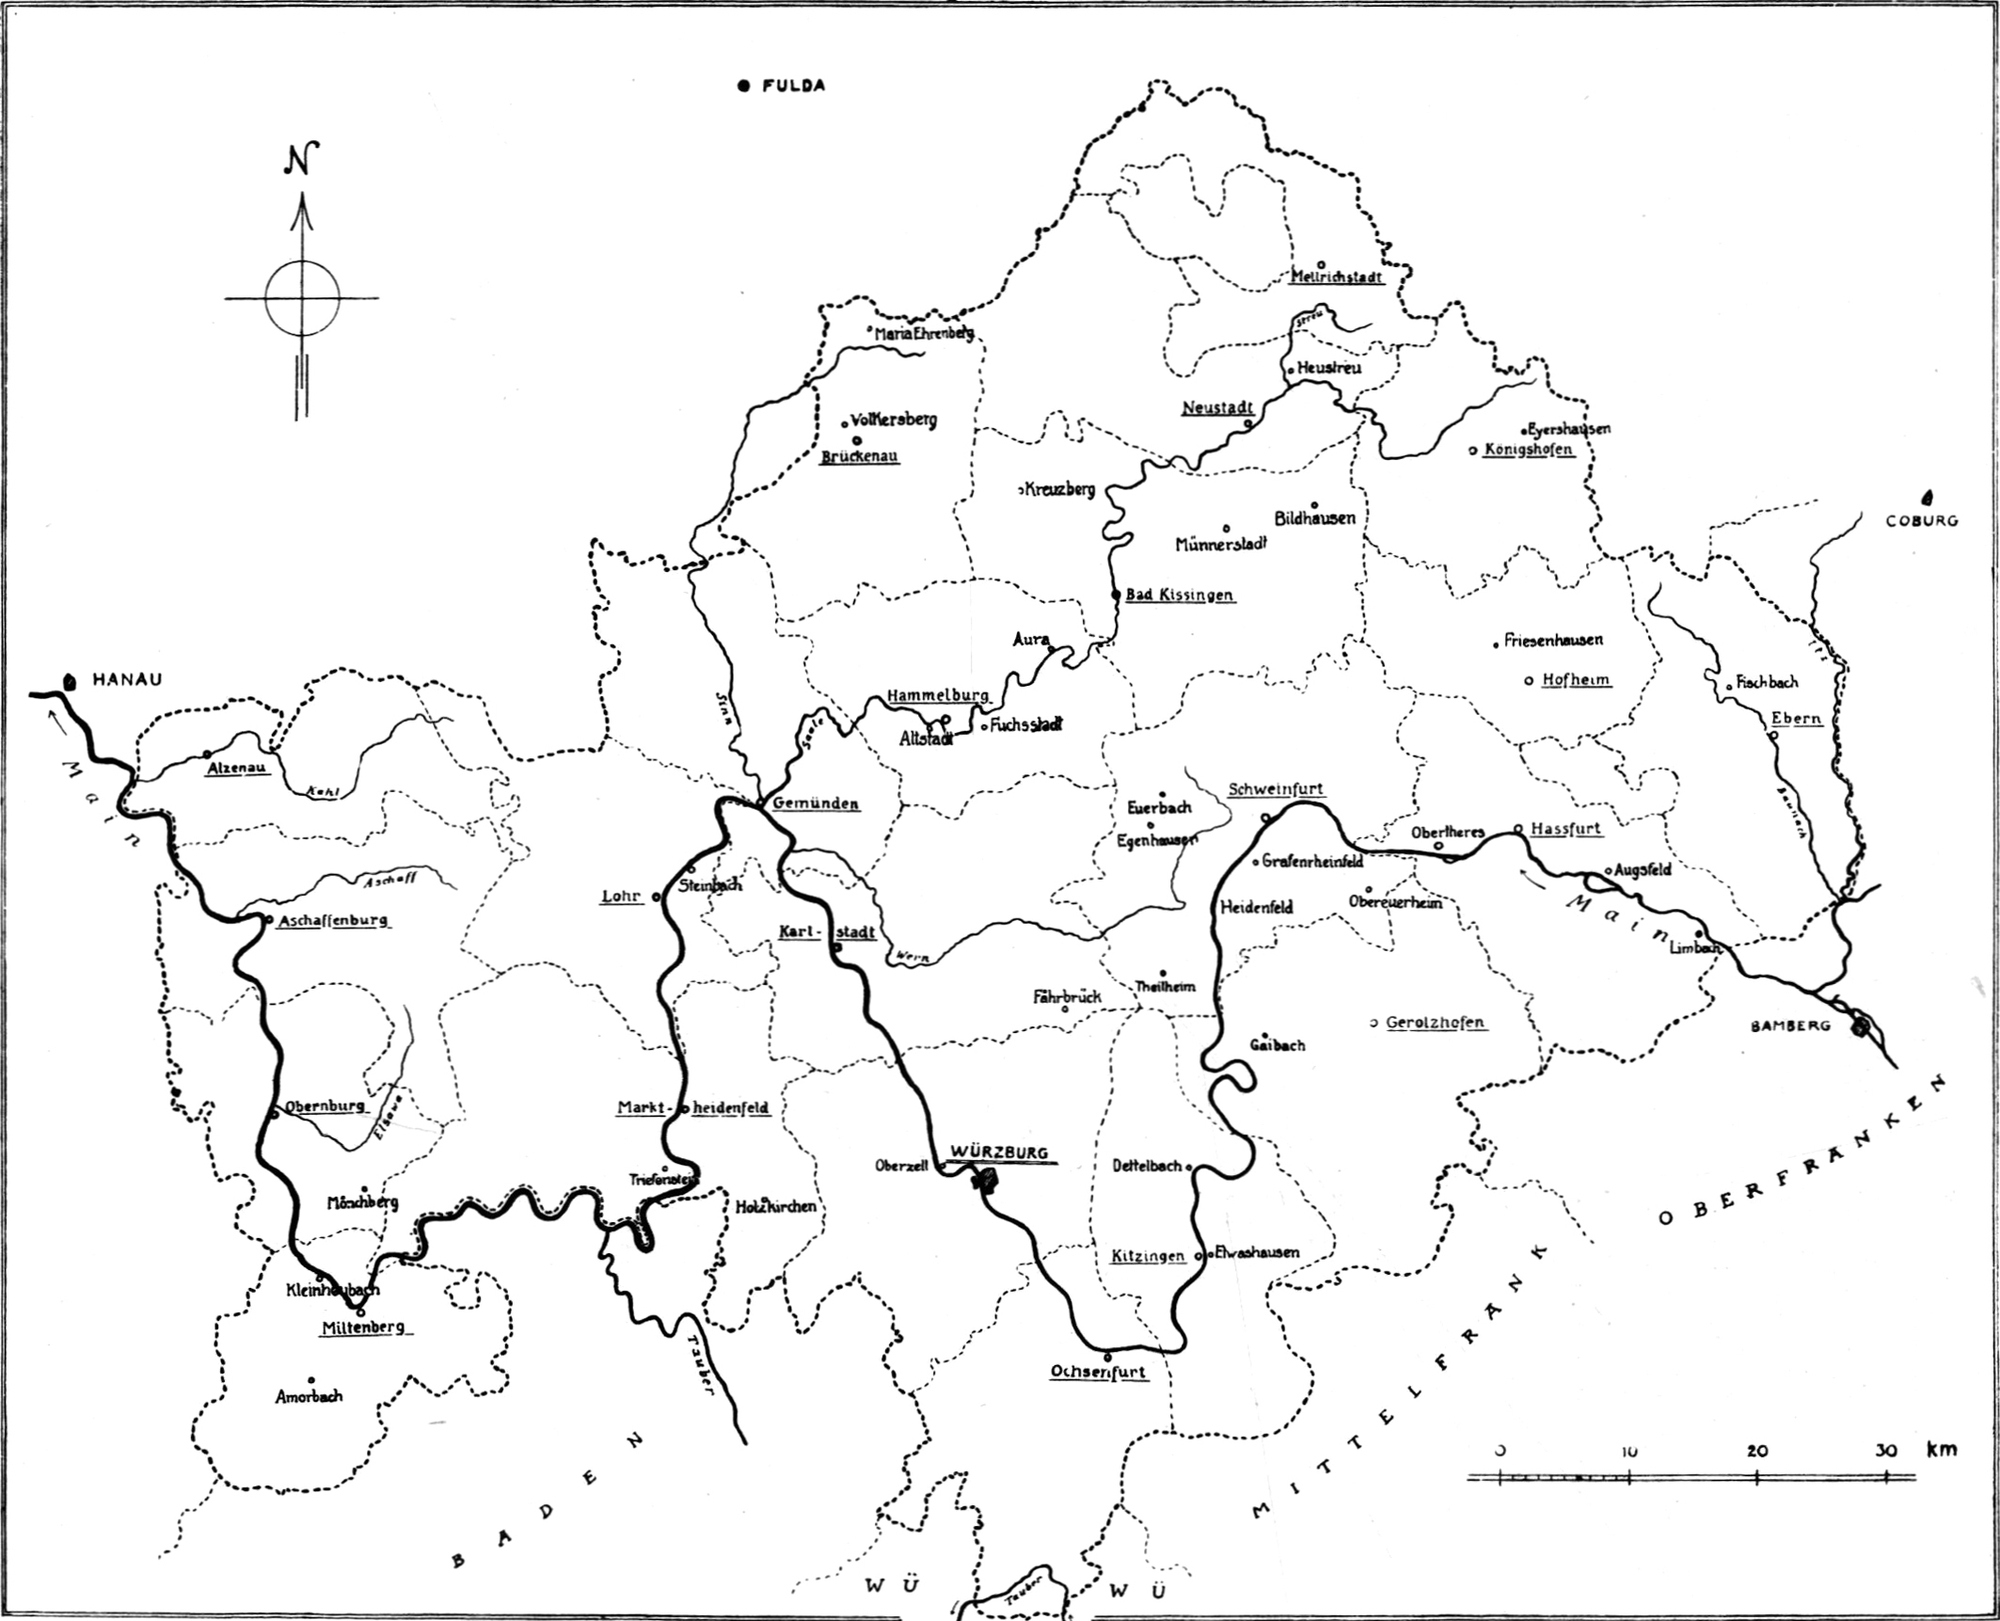 FULDA
N
Mellrichstadt
Streu
Maria Ehrenberg
Heustreu
Neustadt
Volkersberg
Eyershausen
Brückenau
Königshofen
Kreuzberg
Bildhausen
COBURG
Münnerstadt
Bad Kissingen
Aura
Friesenhausen
HANAU
Hofheim
Fischbach
Hammelburg
Sinn
Saale
Altstadt
Fuchsstadt
Ebern
Itz
Alzenau
Main
Kahl
Gemünden
Schweinfurt
Euerbach
Baunach
Egenhausen
Obertheres
Hassfurt
Grafenrheinfeld
Augsfeld
Aschaff
Steinbach
Lohr
Heidenfeld
Obereuerheim
Main
Aschaffenburg
Karl-stadt
Limbach
Wern
Theilheim
Fährbrück
Gerolzhofen
BAMBERG
Gaibach
Obernburg
Markt-heidenfeld
Elsava
WÜRZBURG
Oberzell
Dettelbach
Triefenstein
Mönchberg
Holzkirchen
OBERFRANKEN
Kitzingen
Etwashausen
Kleinheubach
Miltenberg
Tauber
Ochsenfurt
Amorbach
MITTELFRANK
BADEN
0 10 20 30 km
WÜ
Tauber
WÜ